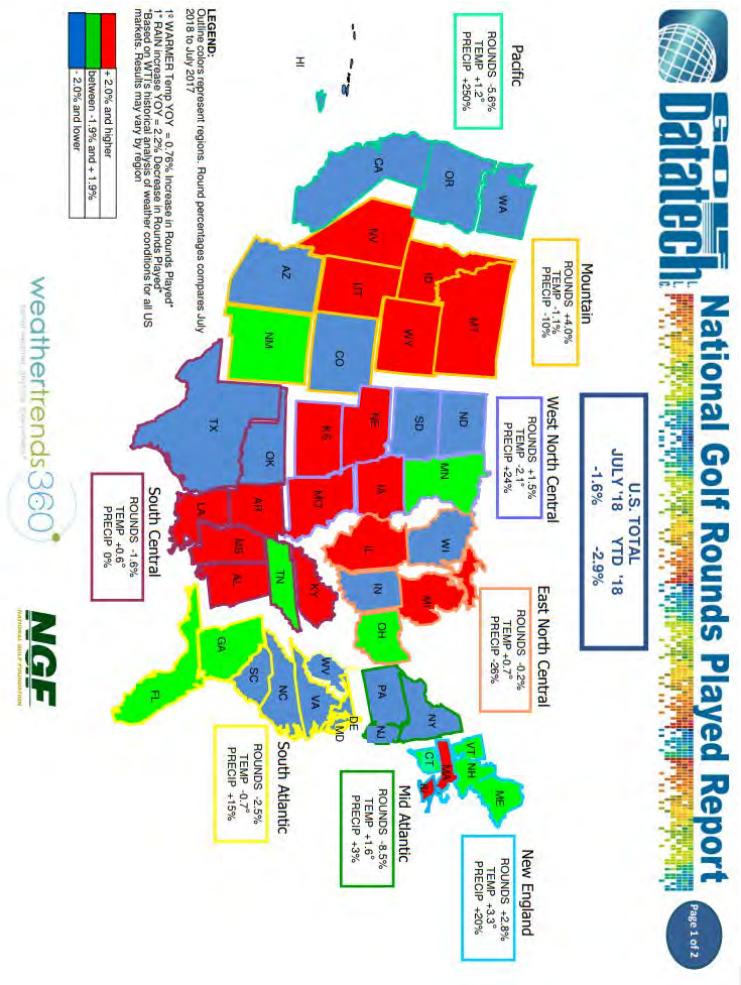 GOLF
Datatech L.L.C.
National Golf Rounds Played Report
Page 1 of 2
U.S. TOTAL
JULY '18 YTD '18
-1.6% -2.9%
Pacific
ROUNDS -5.6%
TEMP +1.2°
PRECIP +250%
Mountain
ROUNDS +4.0%
TEMP -1.1%
PRECIP -10%
West North Central
ROUNDS +1.5%
TEMP -2.1°
PRECIP +24%
East North Central
ROUNDS -0.2%
TEMP +0.7°
PRECIP -26%
New England
ROUNDS +2.8%
TEMP +3.3°
PRECIP +20%
Mid Atlantic
ROUNDS -8.5%
TEMP +1.6°
PRECIP +3%
South Atlantic
ROUNDS -2.5%
TEMP -0.7°
PRECIP +15%
South Central
ROUNDS -1.6%
TEMP +0.6°
PRECIP 0%
WA
OR
CA
HI
NV
ID
MT
UT
WY
AZ
NM
CO
ND
SD
NE
KS
MN
IA
MO
WI
IL
IN
MI
OH
TX
OK
AR
LA
MS
AL
TN
KY
WV
VA
NC
SC
GA
FL
DE
MD
PA
NJ
NY
VT
NH
ME
MA
CT
RI
LEGEND:
Outline colors represent regions. Round percentages compares July
2018 to July 2017
1° WARMER Temp YOY = 0.76% Increase in Rounds Played*
1" RAIN increase YOY = 2.2% Decrease in Rounds Played*
*Based on WTI's historical analysis of weather conditions for all US
markets. Results may vary by region
+ 2.0% and higher
between -1.9% and + 1.9%
- 2.0% and lower
weathertrends360
NGF
NATIONAL GOLF FOUNDATION